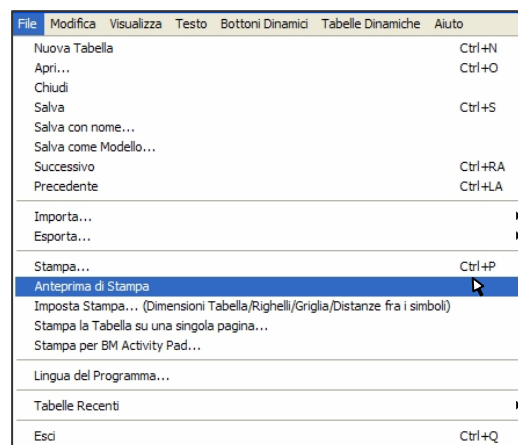 File Modifica Visualizza Testo Bottoni Dinamici Tabelle Dinamiche Aiuto
Nuova Tabella Ctrl+N
Apri... Ctrl+O
Chiudi
Salva Ctrl+S
Salva con nome...
Salva come Modello...
Successivo Ctrl+RA
Precedente Ctrl+LA
Importa...
Esporta...
Stampa... Ctrl+P
Anteprima di Stampa
Imposta Stampa... (Dimensioni Tabella/Righelli/Griglia/Distanze fra i simboli)
Stampa la Tabella su una singola pagina...
Stampa per BM Activity Pad...
Lingua del Programma...
Tabelle Recenti
Esci Ctrl+Q